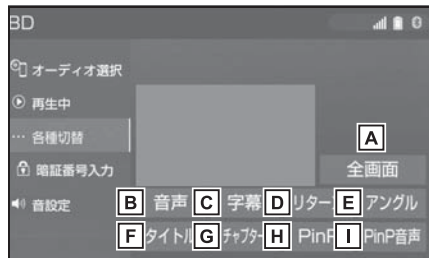 BD
オーディオ選択
再生中
… 各種切替
暗証番号入力
音設定
A
全画面
B 音声 C 字幕 D リターン E アングル
F タイトル G チャプター H PinP I PinP音声